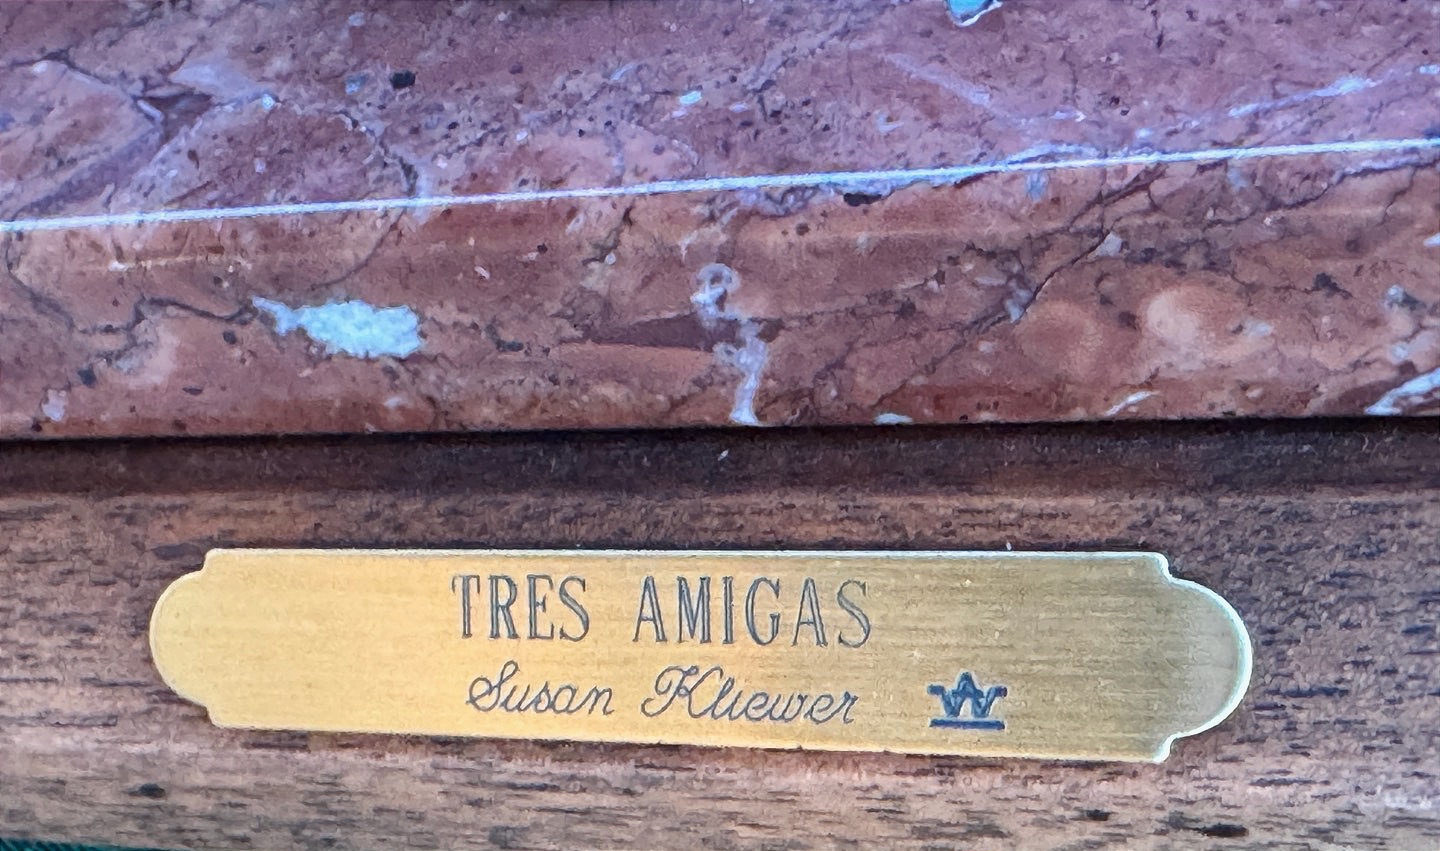 TRES AMIGAS
Susan Kliewer